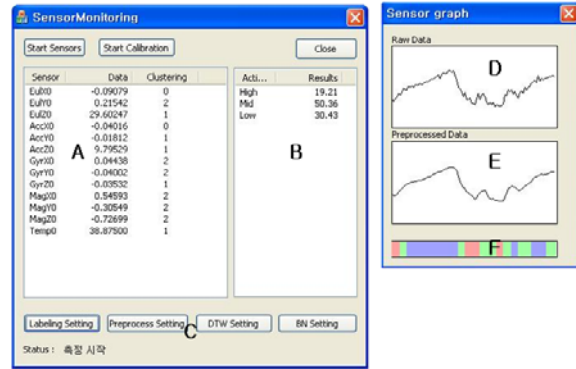 SensorMonitoring
Start Sensors Start Calibration Close
Sensor Data Clustering
EulX0 -0.09079 0
EulY0 0.21542 2
EulZ0 29.60247 1
AccX0 -0.04016 0
AccY0 -0.01812 1
AccZ0 9.79529 1
GyrX0 0.04438 2
GyrY0 -0.04002 2
GyrZ0 -0.03532 1
MagX0 0.54593 2
MagY0 -0.30549 2
MagZ0 -0.72699 2
Temp0 38.87500 1
A
Acti... Results
High 19.21
Mid 50.36
Low 30.43
B
Labeling Setting Preprocess Setting DTW Setting BN Setting
C
Status : 측정 시작
Sensor graph
Raw Data
D
Preprocessed Data
E
F